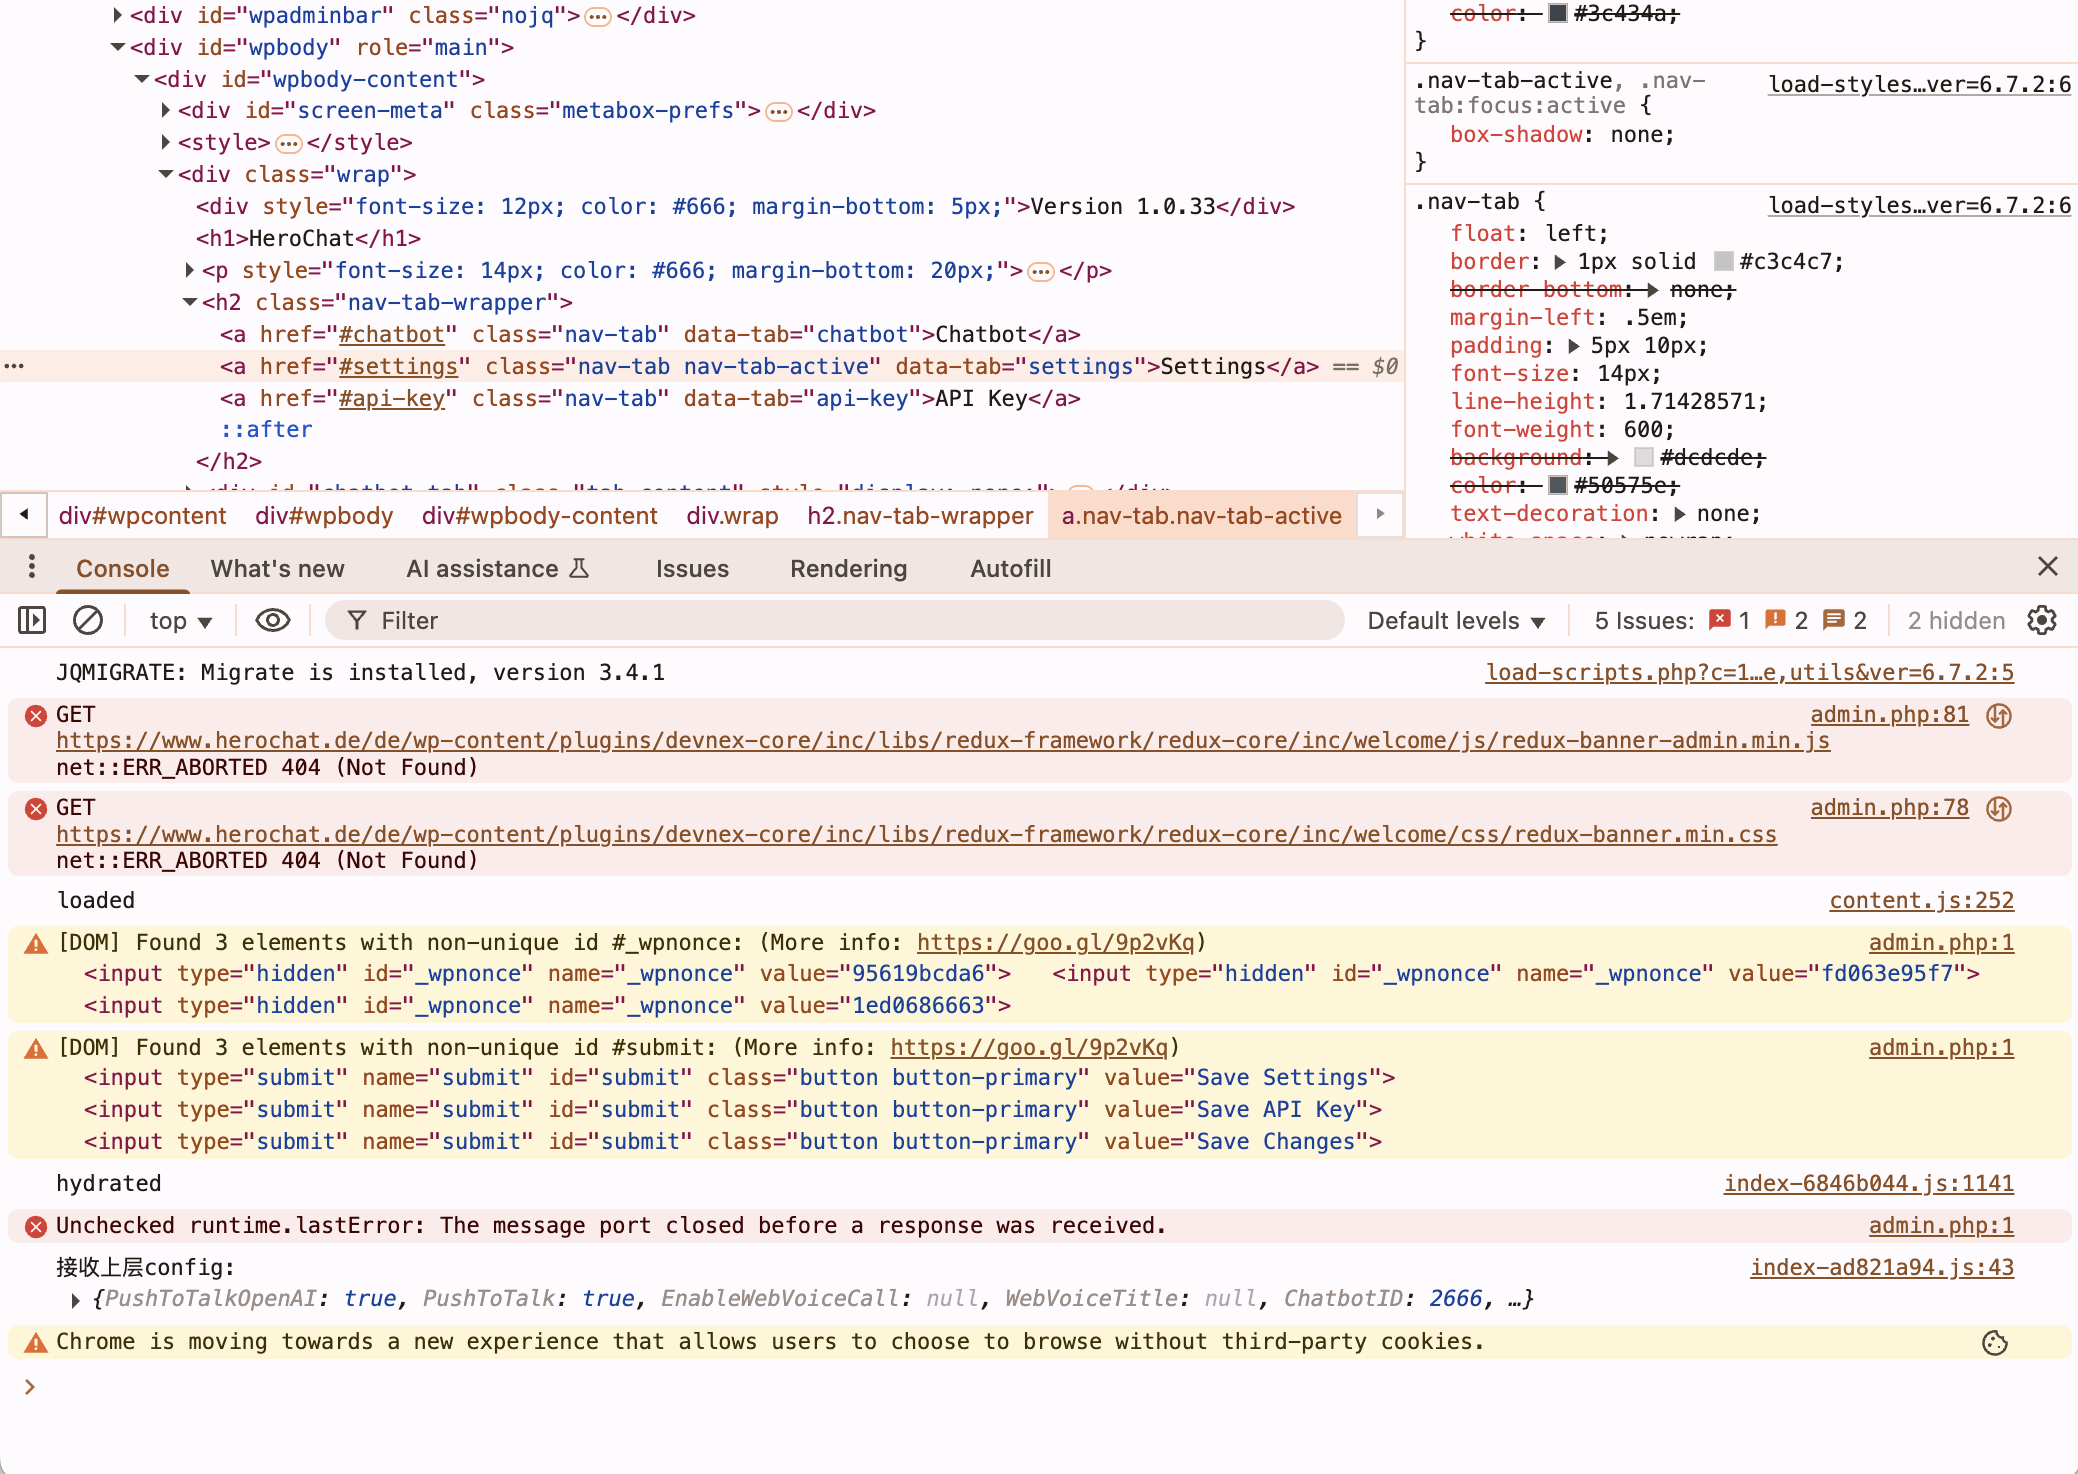 <div id="wpadminbar" class="nojq">…</div>
<div id="wpbody" role="main">
<div id="wpbody-content">
<div id="screen-meta" class="metabox-prefs">…</div>
<style>…</style>
<div class="wrap">
<div style="font-size: 12px; color: #666; margin-bottom: 5px;">Version 1.0.33</div>
<h1>HeroChat</h1>
<p style="font-size: 14px; color: #666; margin-bottom: 20px;">…</p>
<h2 class="nav-tab-wrapper">
<a href="#chatbot" class="nav-tab" data-tab="chatbot">Chatbot</a>
… <a href="#settings" class="nav-tab nav-tab-active" data-tab="settings">Settings</a> == $0
<a href="#api-key" class="nav-tab" data-tab="api-key">API Key</a>
::after
</h2>
<div id="chatbot-tab" class="tab-content" style="display: none;">…</div>
div#wpcontent div#wpbody div#wpbody-content div.wrap h2.nav-tab-wrapper a.nav-tab.nav-tab-active
color: #3c434a;
}
.nav-tab-active, .nav- load-styles…ver=6.7.2:6
tab:focus:active {
box-shadow: none;
}
.nav-tab { load-styles…ver=6.7.2:6
float: left;
border: 1px solid #c3c4c7;
border-bottom: none;
margin-left: .5em;
padding: 5px 10px;
font-size: 14px;
line-height: 1.71428571;
font-weight: 600;
background: #dcdcde;
color: #50575e;
text-decoration: none;
white-space: nowrap;
Console What's new AI assistance Issues Rendering Autofill
top Filter Default levels 5 Issues: 1 2 2 2 hidden
JQMIGRATE: Migrate is installed, version 3.4.1 load-scripts.php?c=1…e,utils&ver=6.7.2:5
GET admin.php:81
https://www.herochat.de/de/wp-content/plugins/devnex-core/inc/libs/redux-framework/redux-core/inc/welcome/js/redux-banner-admin.min.js
net::ERR_ABORTED 404 (Not Found)
GET admin.php:78
https://www.herochat.de/de/wp-content/plugins/devnex-core/inc/libs/redux-framework/redux-core/inc/welcome/css/redux-banner.min.css
net::ERR_ABORTED 404 (Not Found)
loaded content.js:252
[DOM] Found 3 elements with non-unique id #_wpnonce: (More info: https://goo.gl/9p2vKq) admin.php:1
<input type="hidden" id="_wpnonce" name="_wpnonce" value="95619bcda6"> <input type="hidden" id="_wpnonce" name="_wpnonce" value="fd063e95f7">
<input type="hidden" id="_wpnonce" name="_wpnonce" value="1ed0686663">
[DOM] Found 3 elements with non-unique id #submit: (More info: https://goo.gl/9p2vKq) admin.php:1
<input type="submit" name="submit" id="submit" class="button button-primary" value="Save Settings">
<input type="submit" name="submit" id="submit" class="button button-primary" value="Save API Key">
<input type="submit" name="submit" id="submit" class="button button-primary" value="Save Changes">
hydrated index-6846b044.js:1141
Unchecked runtime.lastError: The message port closed before a response was received. admin.php:1
接收上层config: index-ad821a94.js:43
{PushToTalkOpenAI: true, PushToTalk: true, EnableWebVoiceCall: null, WebVoiceTitle: null, ChatbotID: 2666, …}
Chrome is moving towards a new experience that allows users to choose to browse without third-party cookies.